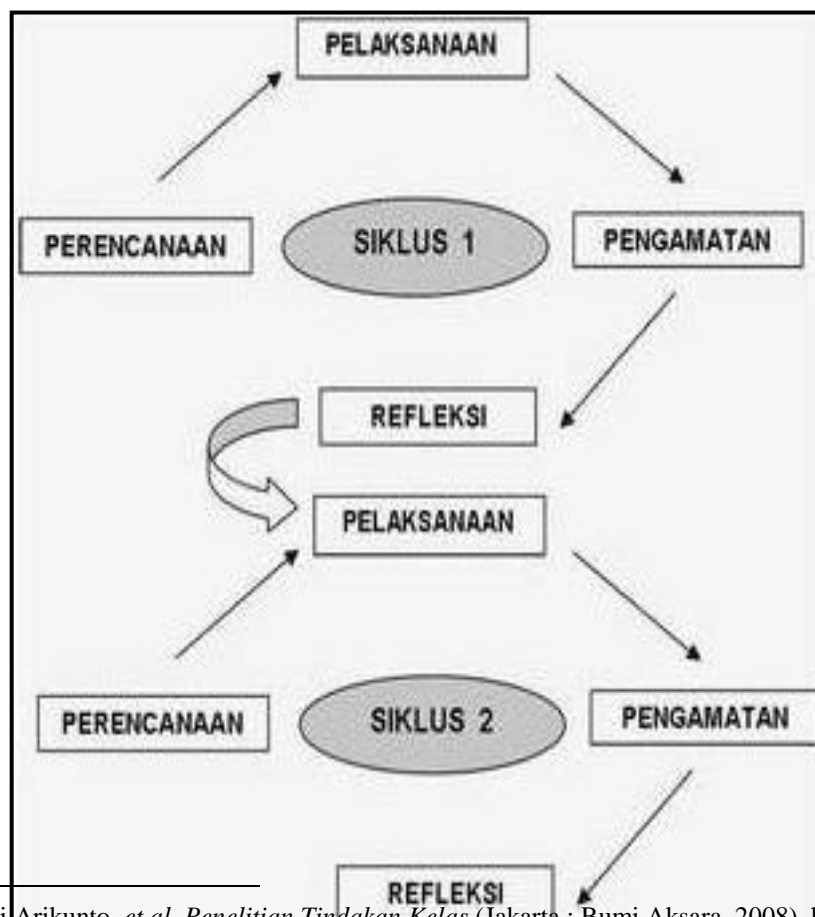 PELAKSANAAN
PERENCANAAN
SIKLUS 1
PENGAMATAN
REFLEKSI
PELAKSANAAN
PERENCANAAN
SIKLUS 2
PENGAMATAN
REFLEKSI
i Arikunto, et al, Penelitian Tindakan Kelas (Jakarta : Bumi Aksara, 2008),